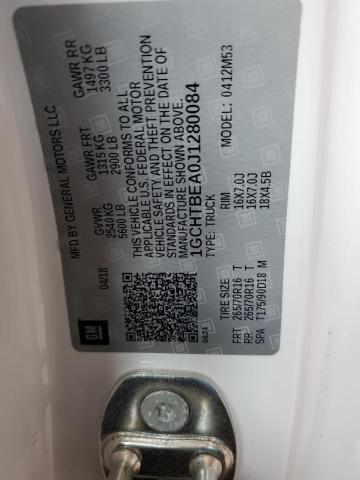 MFD BY GENERAL MOTORS LLC
04/18
GVWR
2540 KG
5600 LB
GAWR FRT
1315 KG
2900 LB
GAWR RR
1497 KG
3300 LB
THIS VEHICLE CONFORMS TO ALL
APPLICABLE U.S. FEDERAL MOTOR
VEHICLE SAFETY AND THEFT PREVENTION
STANDARDS IN EFFECT ON THE DATE OF
MANUFACTURE SHOWN ABOVE.
1GCHTBEA0J1280084
TYPE: TRUCK
0412M53
GM
8624
TIRE SIZE
RIM
FRT 265/70R16 T 16X7.0J
RR 265/70R16 T 16X7.0J
SPA T175/90D18 M 18X4.5B